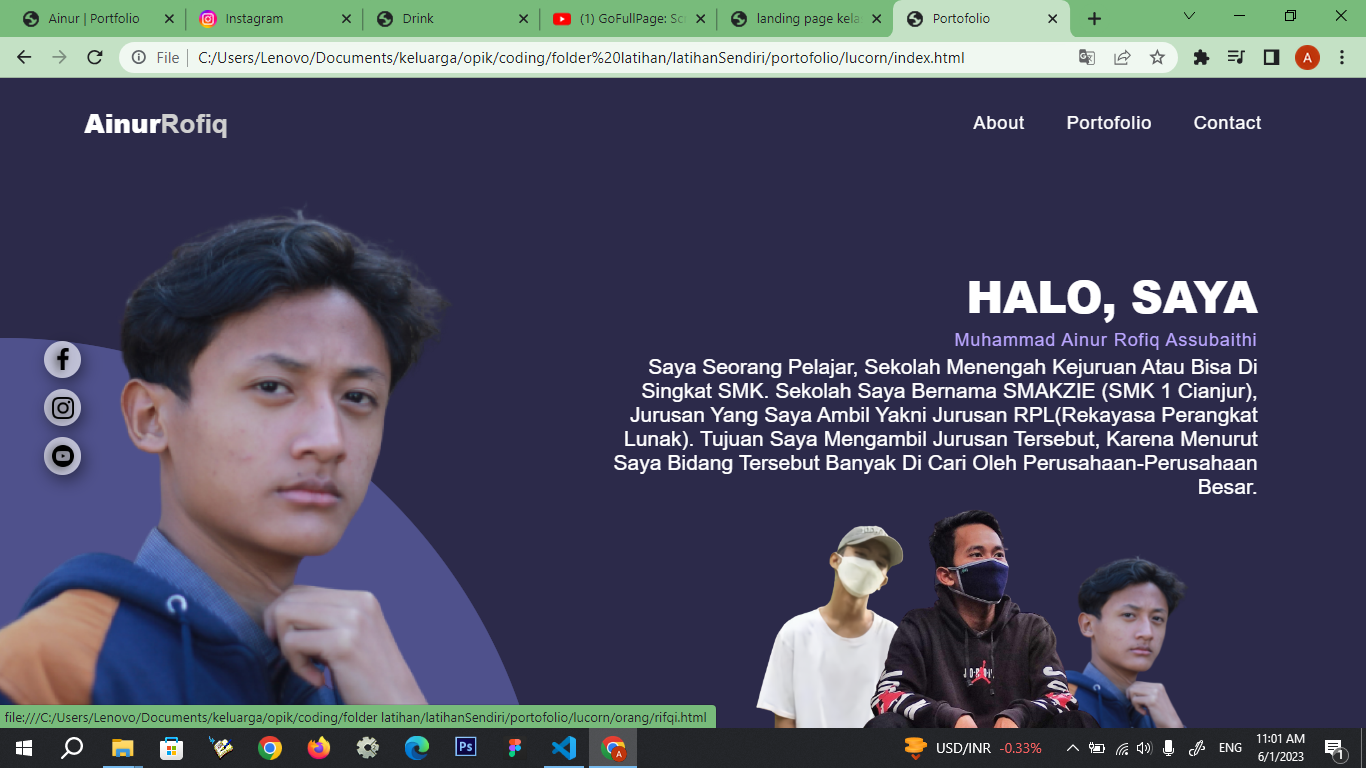 Ainur | Portfolio
Instagram
Drink
(1) GoFullPage: Scr
landing page kela
Portofolio
File
C:/Users/Lenovo/Documents/keluarga/opik/coding/folder%20latihan/latihanSendiri/portofolio/lucorn/index.html
A
AinurRofiq
About
Portofolio
Contact
HALO, SAYA
Muhammad Ainur Rofiq Assubaithi
Saya Seorang Pelajar, Sekolah Menengah Kejuruan Atau Bisa Di
Singkat SMK. Sekolah Saya Bernama SMAKZIE (SMK 1 Cianjur),
Jurusan Yang Saya Ambil Yakni Jurusan RPL(Rekayasa Perangkat
Lunak). Tujuan Saya Mengambil Jurusan Tersebut, Karena Menurut
Saya Bidang Tersebut Banyak Di Cari Oleh Perusahaan-Perusahaan
Besar.
file:///C:/Users/Lenovo/Documents/keluarga/opik/coding/folder latihan/latihanSendiri/portofolio/lucorn/orang/rifqi.html
Ps
A
USD/INR -0.33%
ENG
11:01 AM
6/1/2023
1